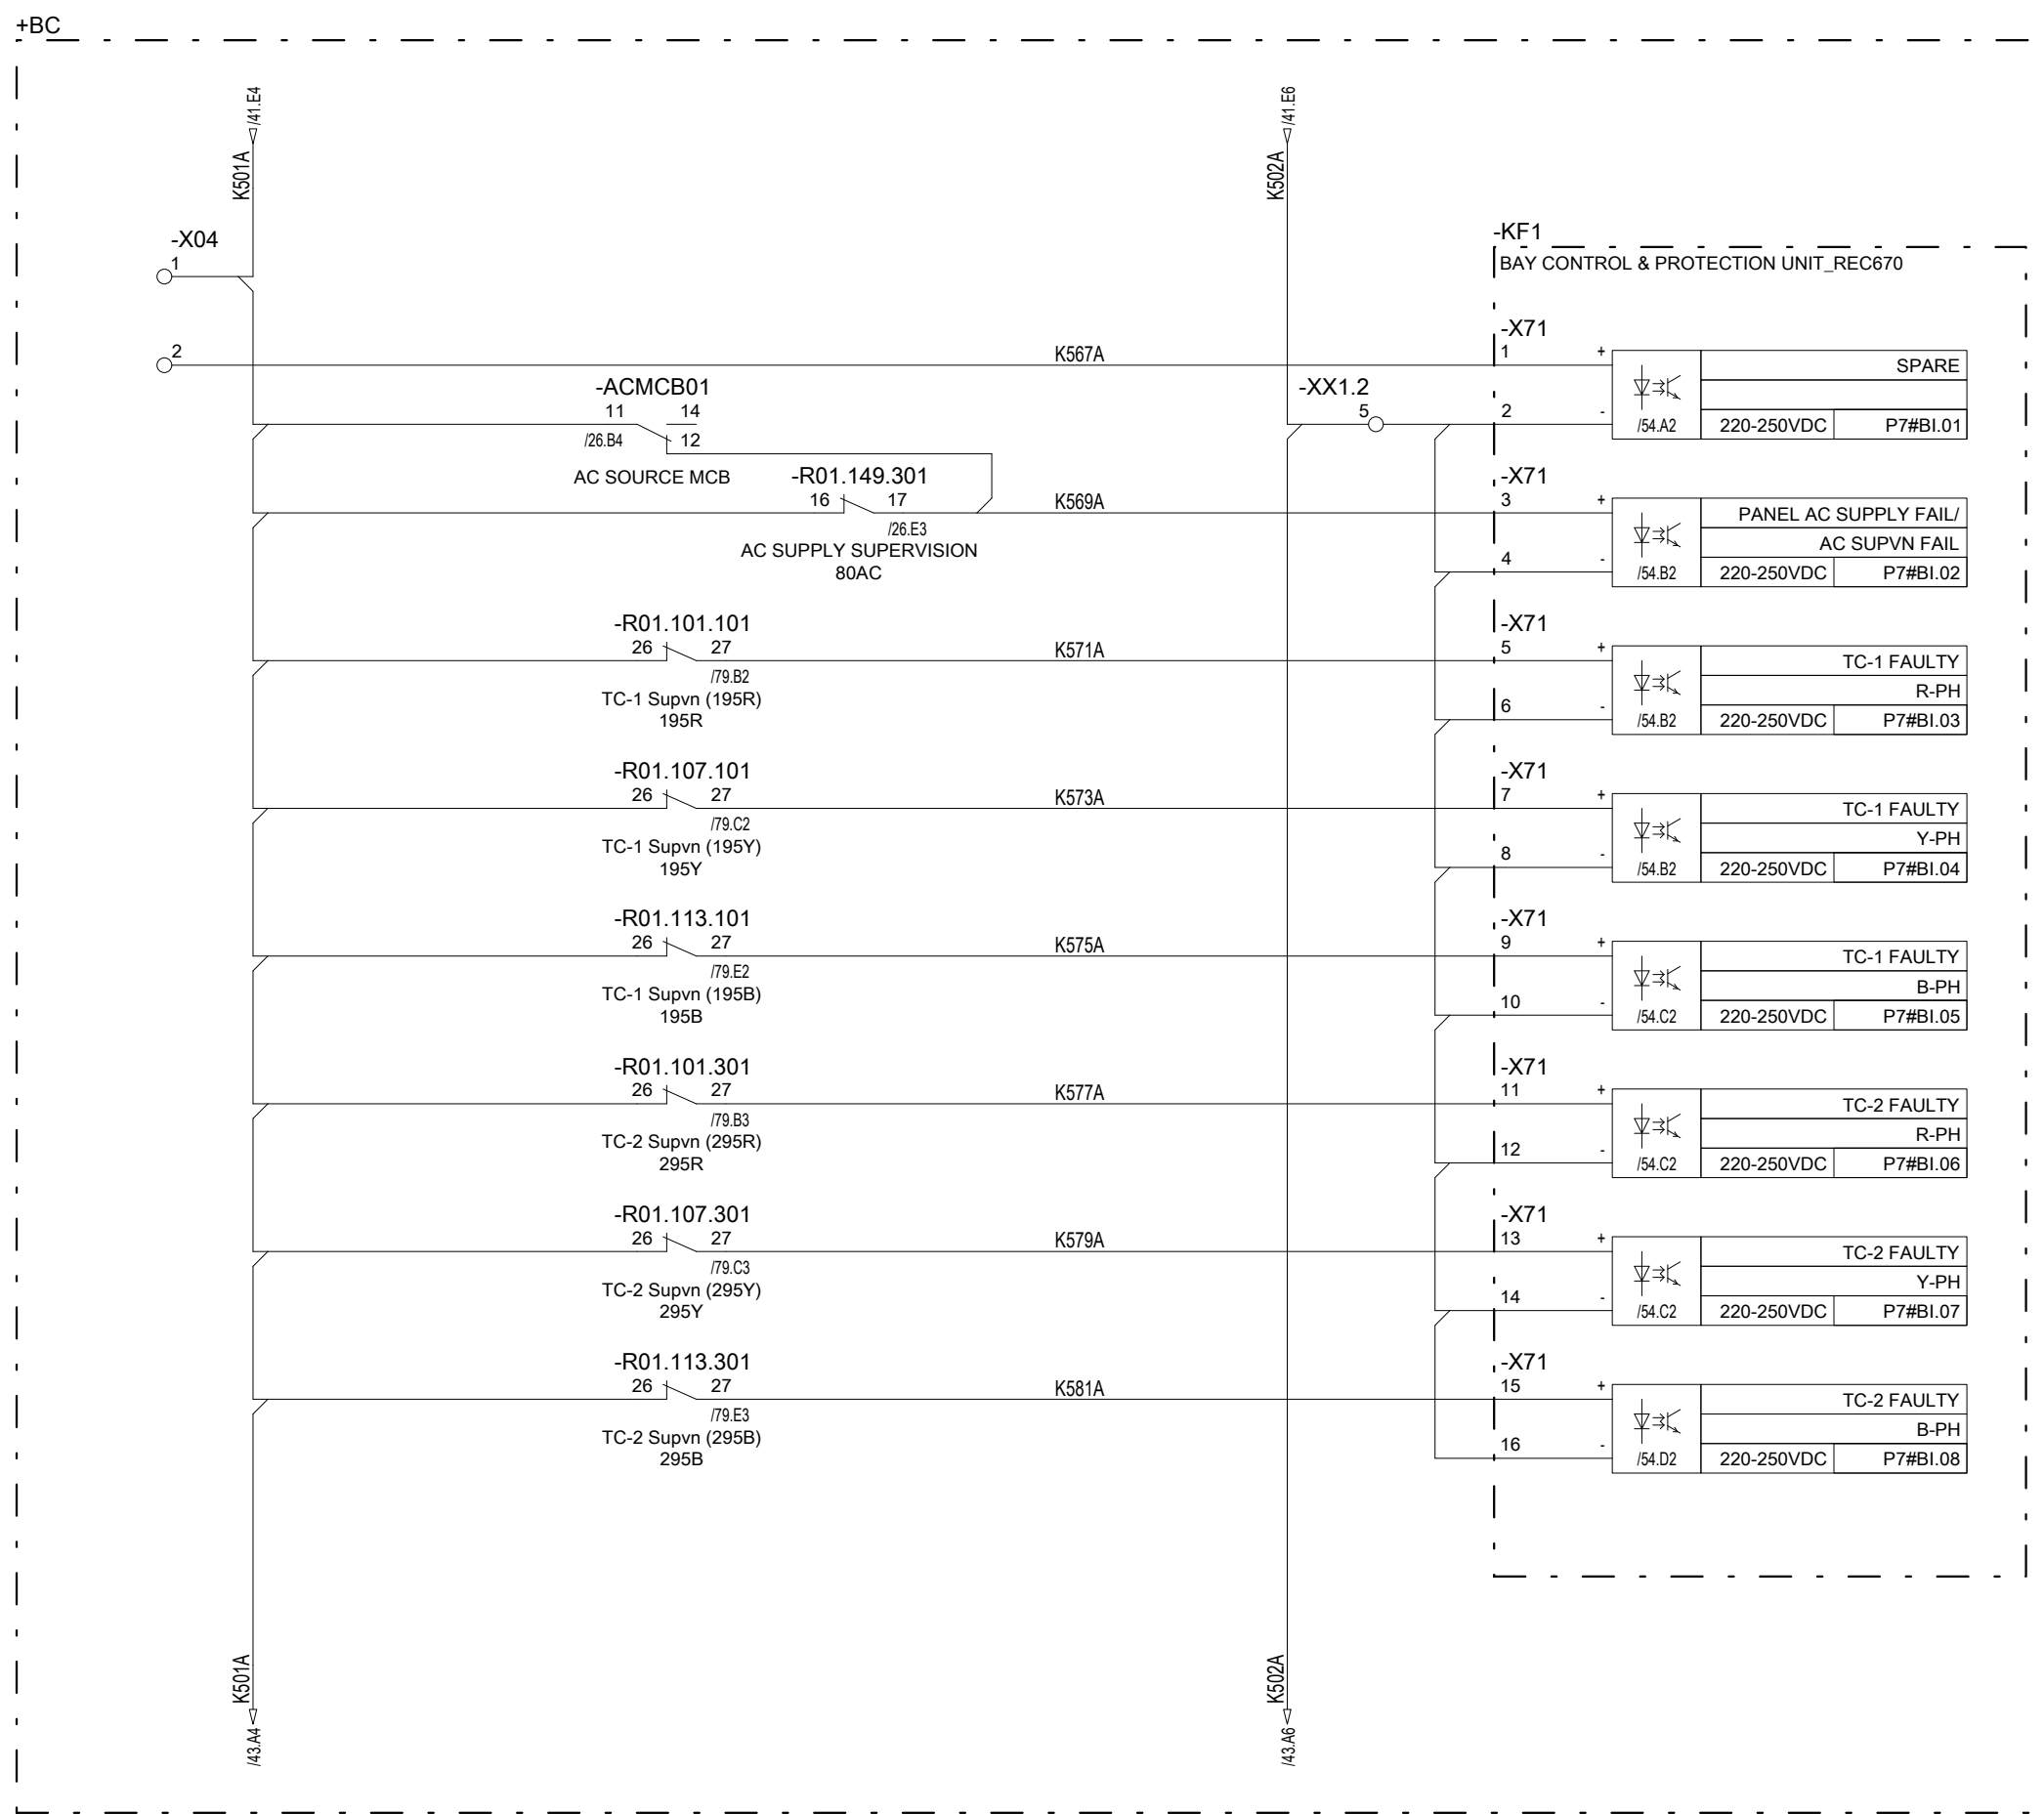 +BC
/41.E4
/41.E6
K501A
K502A
-X04
1
-KF1
BAY CONTROL & PROTECTION UNIT_REC670
2
K567A
-X71
1
+
SPARE
-ACMCB01
11
14
/26.B4
12
AC SOURCE MCB
-XX1.2
5
2
-
/54.A2
220-250VDC
P7#BI.01
-R01.149.301
16
17
/26.E3
AC SUPPLY SUPERVISION
80AC
K569A
-X71
3
+
PANEL AC SUPPLY FAIL/
AC SUPVN FAIL
4
-
/54.B2
220-250VDC
P7#BI.02
-R01.101.101
26
27
/79.B2
TC-1 Supvn (195R)
195R
K571A
-X71
5
+
TC-1 FAULTY
R-PH
6
-
/54.B2
220-250VDC
P7#BI.03
-R01.107.101
26
27
/79.C2
TC-1 Supvn (195Y)
195Y
K573A
-X71
7
+
TC-1 FAULTY
Y-PH
8
-
/54.B2
220-250VDC
P7#BI.04
-R01.113.101
26
27
/79.E2
TC-1 Supvn (195B)
195B
K575A
-X71
9
+
TC-1 FAULTY
B-PH
10
-
/54.C2
220-250VDC
P7#BI.05
-R01.101.301
26
27
/79.B3
TC-2 Supvn (295R)
295R
K577A
-X71
11
+
TC-2 FAULTY
R-PH
12
-
/54.C2
220-250VDC
P7#BI.06
-R01.107.301
26
27
/79.C3
TC-2 Supvn (295Y)
295Y
K579A
-X71
13
+
TC-2 FAULTY
Y-PH
14
-
/54.C2
220-250VDC
P7#BI.07
-R01.113.301
26
27
/79.E3
TC-2 Supvn (295B)
295B
K581A
-X71
15
+
TC-2 FAULTY
B-PH
16
-
/54.D2
220-250VDC
P7#BI.08
K501A
K502A
/43.A4
/43.A6